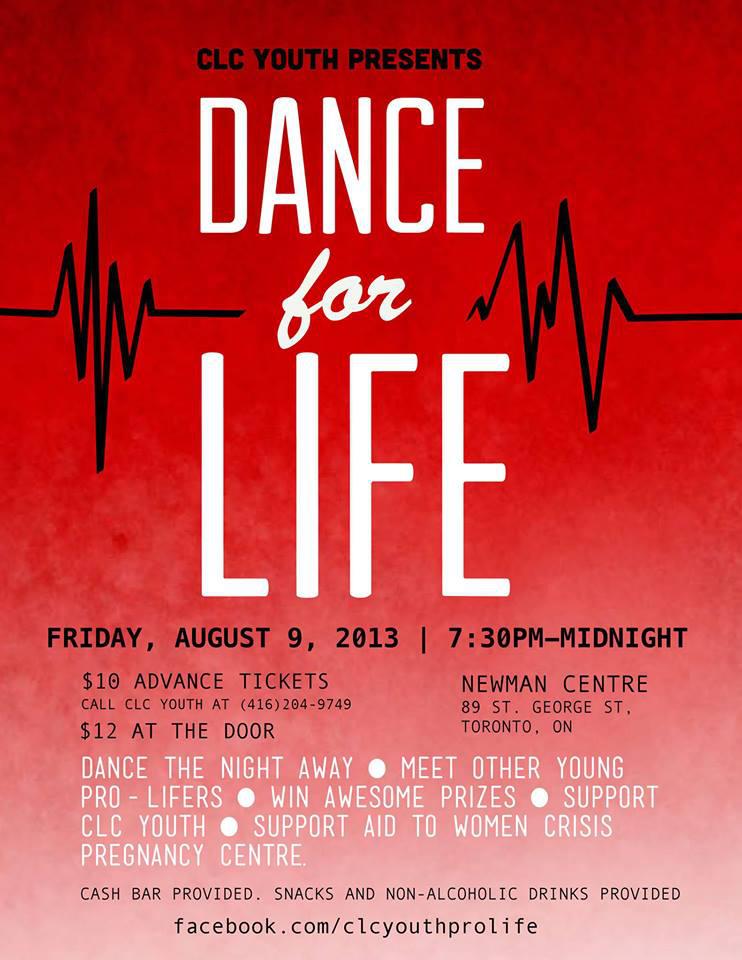 CLC YOUTH PRESENTS
DANCE
for
LIFE
FRIDAY, AUGUST 9, 2013 | 7:30PM–MIDNIGHT
$10 ADVANCE TICKETS
CALL CLC YOUTH AT (416)204-9749
$12 AT THE DOOR
NEWMAN CENTRE
89 ST. GEORGE ST,
TORONTO, ON
DANCE THE NIGHT AWAY ● MEET OTHER YOUNG
PRO - LIFERS ● WIN AWESOME PRIZES ● SUPPORT
CLC YOUTH ● SUPPORT AID TO WOMEN CRISIS
PREGNANCY CENTRE.
CASH BAR PROVIDED. SNACKS AND NON-ALCOHOLIC DRINKS PROVIDED
facebook.com/clcyouthprolife